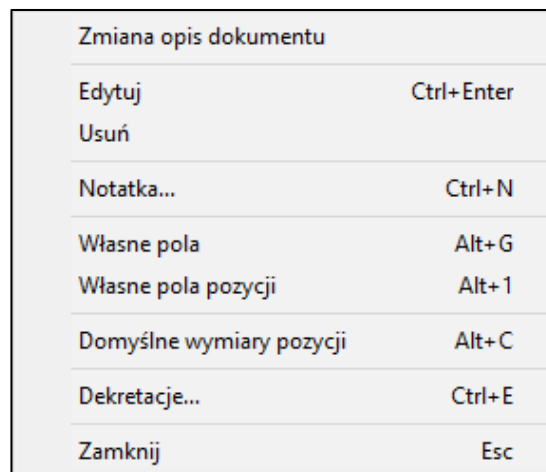 Zmiana opis dokumentu
Edytuj Ctrl+Enter
Usuń
Notatka... Ctrl+N
Własne pola Alt+G
Własne pola pozycji Alt+1
Domyślne wymiary pozycji Alt+C
Dekretacje... Ctrl+E
Zamknij Esc